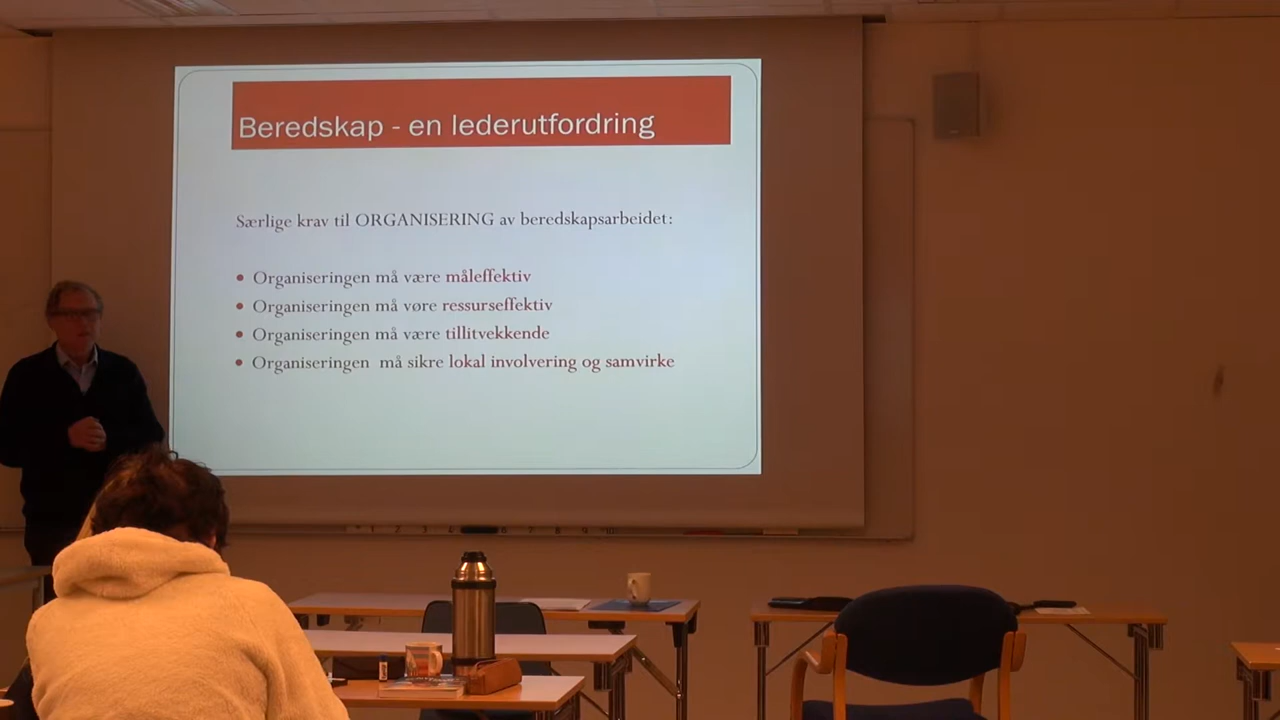 Beredskap - en lederutfordring
Særlige krav til ORGANISERING av beredskapsarbeidet:
• Organiseringen må være måleffektiv
• Organiseringen må vøre ressurseffektiv
• Organiseringen må være tillitvekkende
• Organiseringen må sikre lokal involvering og samvirke